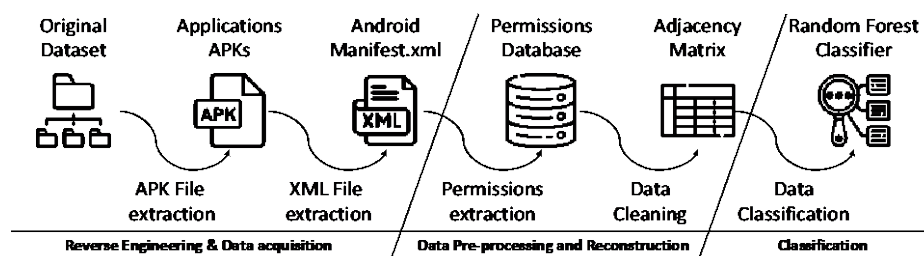 Original
Dataset
Applications
APKs
Android
Manifest.xml
Permissions
Database
Adjacency
Matrix
Random Forest
Classifier
APK
XML
APK File
extraction
XML File
extraction
Permissions
extraction
Data
Cleaning
Data
Classification
Reverse Engineering & Data acquisition
Data Pre-processing and Reconstruction
Classification